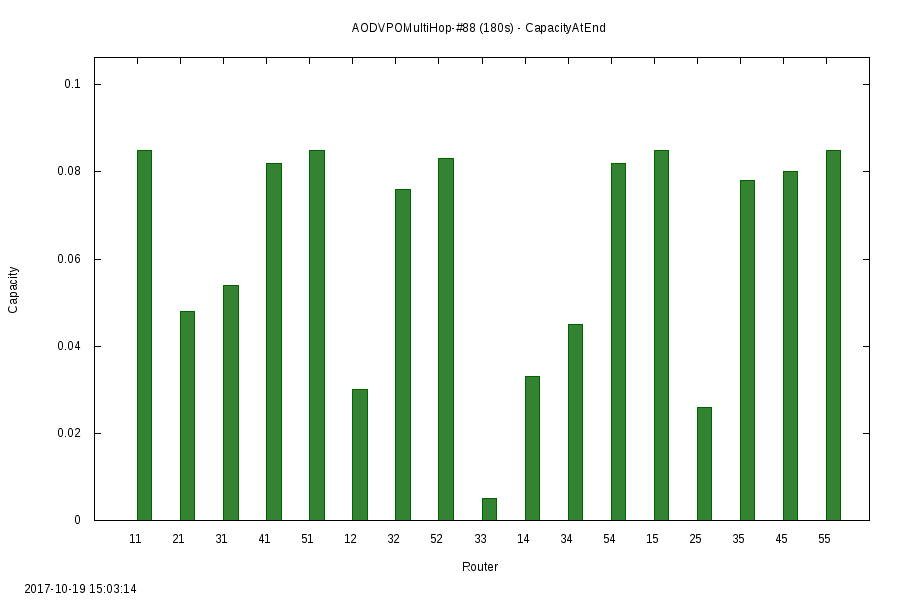 AODVPOMultiHop-#88 (180s) - CapacityAtEnd
0.1
0.08
0.06
0.04
0.02
0
Capacity
11 21 31 41 51 12 32 52 33 14 34 54 15 25 35 45 55
Router
2017-10-19 15:03:14